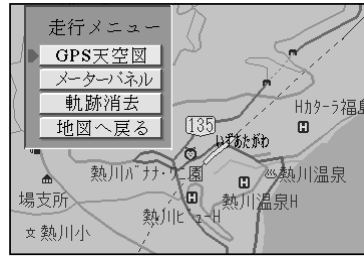 走行メニュー
GPS天空図
メーターパネル
軌跡消去
地図へ戻る
135
いずあたがわ
Hカターラ福島
熱川バナナ・ワニ園
熱川温泉
熱川温泉H
場支所
熱川ビューH
熱川小